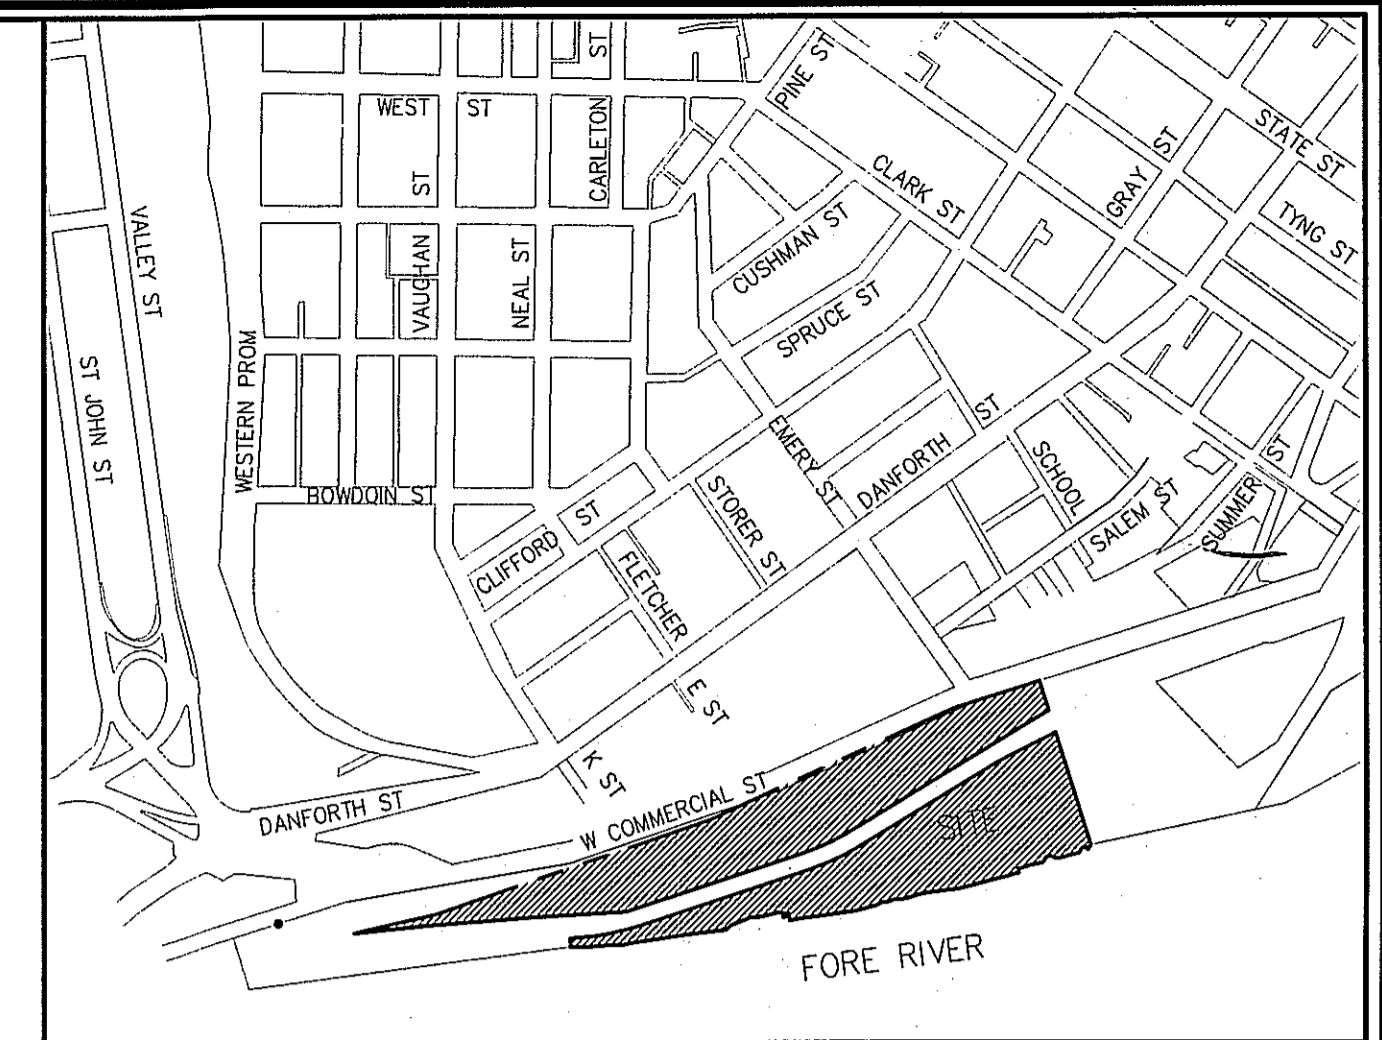 ST
PINE ST
WEST ST
CARLETON
ST
STATE ST
CLARK ST
GRAY ST
TYNG ST
VALLEY ST
CUSHMAN ST
VAUGHAN
NEAL ST
SPRUCE ST
WESTERN PROM
ST JOHN ST
EMERY ST
DANFORTH ST
SCHOOL
SUMMER ST
SALEM ST
BOWDOIN ST
STORER ST
CLIFFORD ST
FLETCHER
E ST
K ST
DANFORTH ST
W COMMERCIAL ST
SITE
FORE RIVER